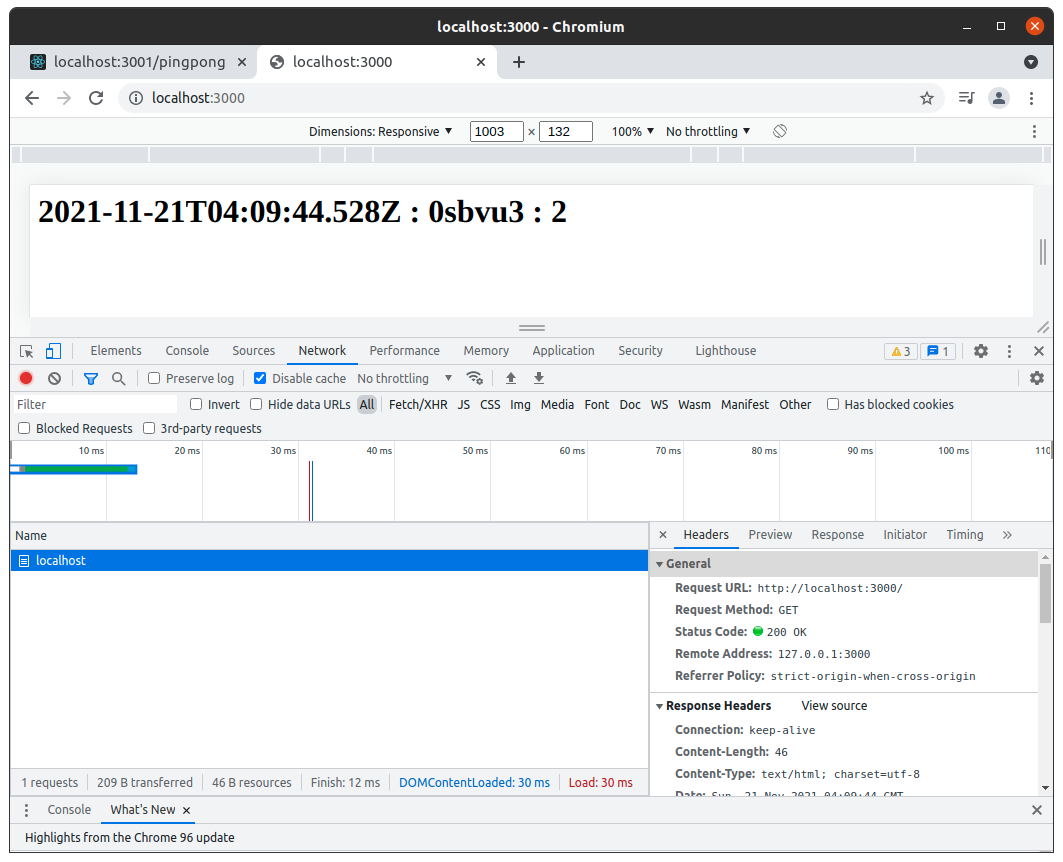 localhost:3000 - Chromium
localhost:3001/pingpong localhost:3000
localhost:3000
Dimensions: Responsive 1003 × 132 100% No throttling
2021-11-21T04:09:44.528Z : 0sbvu3 : 2
Elements Console Sources Network Performance Memory Application Security Lighthouse 3 1
Preserve log Disable cache No throttling
Filter Invert Hide data URLs All Fetch/XHR JS CSS Img Media Font Doc WS Wasm Manifest Other Has blocked cookies
Blocked Requests 3rd-party requests
10 ms 20 ms 30 ms 40 ms 50 ms 60 ms 70 ms 80 ms 90 ms 100 ms 110
Name
localhost
1 requests 209 B transferred 46 B resources Finish: 12 ms DOMContentLoaded: 30 ms Load: 30 ms
Headers Preview Response Initiator Timing
General
Request URL: http://localhost:3000/
Request Method: GET
Status Code: 200 OK
Remote Address: 127.0.0.1:3000
Referrer Policy: strict-origin-when-cross-origin
Response Headers View source
Connection: keep-alive
Content-Length: 46
Content-Type: text/html; charset=utf-8
Date: Sun, 21 Nov 2021 04:09:44 GMT
Console What's New
Highlights from the Chrome 96 update